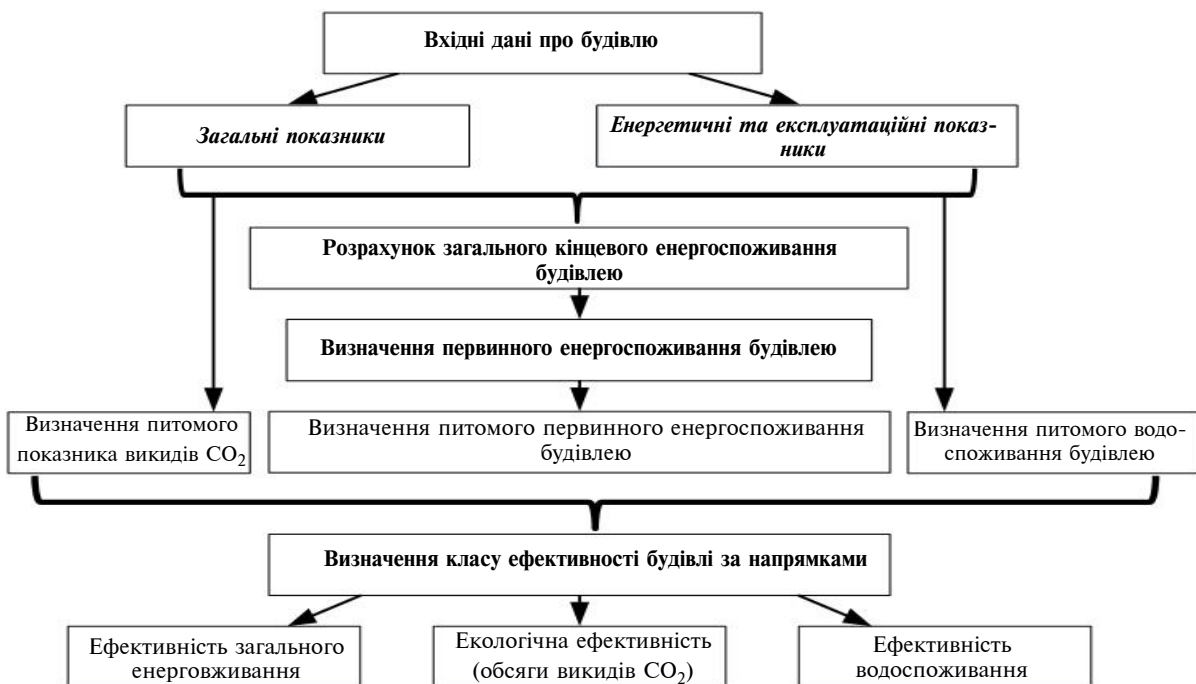 Вхідні дані про будівлю
Загальні показники
Енергетичні та експлуатаційні показ-
ники
Розрахунок загального кінцевого енергоспоживання
будівлею
Визначення первинного енергоспоживання будівлею
Визначення питомого
показника викидів CO2
Визначення питомого первинного енергоспоживання
будівлею
Визначення питомого водо-
споживання будівлею
Визначення класу ефективності будівлі за напрямками
Ефективність загального
енерговживання
Екологічна ефективність
(обсяги викидів CO2)
Ефективність
водоспоживання